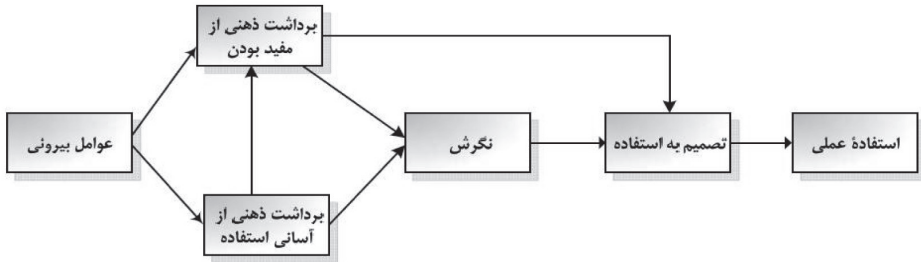 برداشت ذهنی از
مفید بودن
عوامل بیرونی
نگرش
تصمیم به استفاده
استفادهٔ عملی
برداشت ذهنی از
آسانی استفاده